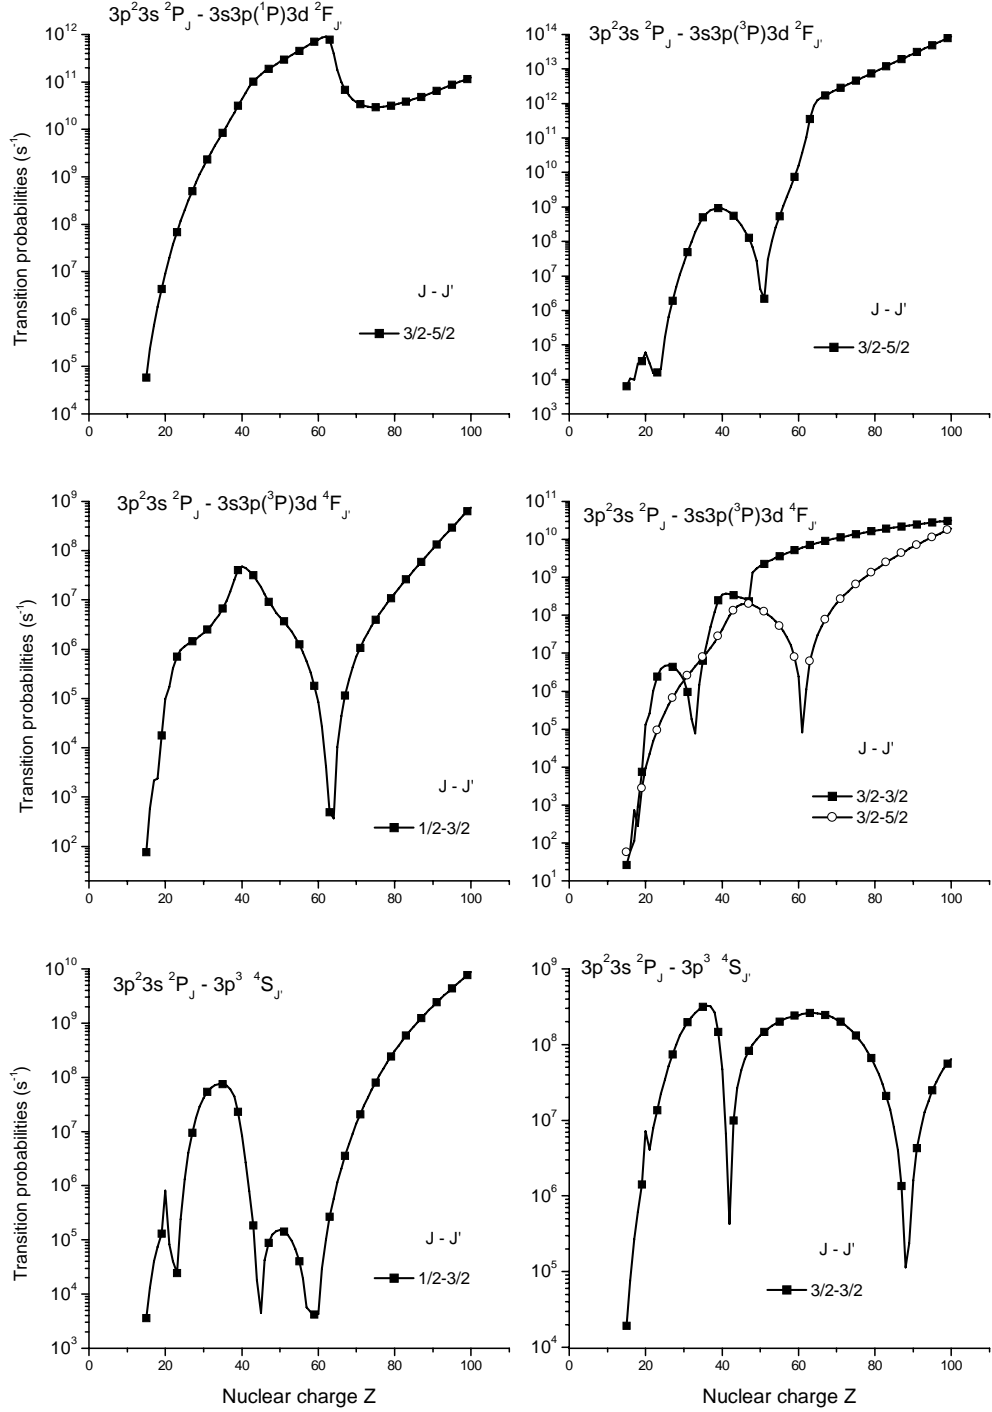 3p²3s ²P_J - 3s3p(¹P)3d ²F_J'
Transition probabilities (s⁻¹)
10¹²
10¹¹
10¹⁰
10⁹
10⁸
10⁷
10⁶
10⁵
10⁴
J - J'
3/2-5/2
0 20 40 60 80 100
3p²3s ²P_J - 3s3p(³P)3d ²F_J'
10¹⁴
10¹³
10¹²
10¹¹
10¹⁰
10⁹
10⁸
10⁷
10⁶
10⁵
10⁴
10³
J - J'
3/2-5/2
0 20 40 60 80 100
3p²3s ²P_J - 3s3p(³P)3d ⁴F_J'
Transition probabilities (s⁻¹)
10⁹
10⁸
10⁷
10⁶
10⁵
10⁴
10³
10²
J - J'
1/2-3/2
0 20 40 60 80 100
3p²3s ²P_J - 3s3p(³P)3d ⁴F_J'
10¹¹
10¹⁰
10⁹
10⁸
10⁷
10⁶
10⁵
10⁴
10³
10²
10¹
J - J'
3/2-3/2
3/2-5/2
0 20 40 60 80 100
3p²3s ²P_J - 3p³ ⁴S_J'
Transition probabilities (s⁻¹)
10¹⁰
10⁹
10⁸
10⁷
10⁶
10⁵
10⁴
10³
J - J'
1/2-3/2
0 20 40 60 80 100
Nuclear charge Z
3p²3s ²P_J - 3p³ ⁴S_J'
10⁹
10⁸
10⁷
10⁶
10⁵
10⁴
J - J'
3/2-3/2
0 20 40 60 80 100
Nuclear charge Z